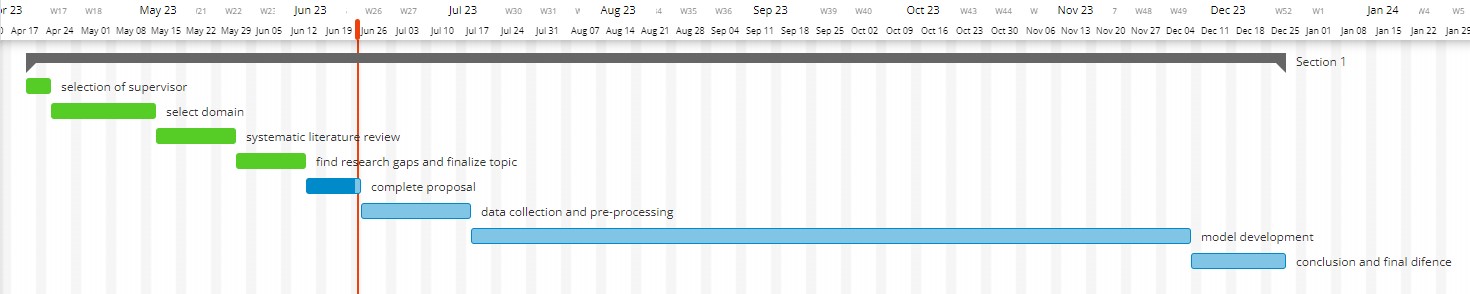 r 23 W17 W18 May 23 /21 W22 W2: Jun 23 W26 W27 Jul 23 W30 W31 Aug 23 W35 W36 Sep 23 W39 W40 Oct 23 W43 W44 Nov 23 W48 W49 Dec 23 W52 W1 Jan 24 W4 W5
0 Apr 17 Apr 24 May 01 May 08 May 15 May 22 May 29 Jun 05 Jun 12 Jun 19 Jun 26 Jul 03 Jul 10 Jul 17 Jul 24 Jul 31 Aug 07 Aug 14 Aug 21 Aug 28 Sep 04 Sep 11 Sep 18 Sep 25 Oct 02 Oct 09 Oct 16 Oct 23 Oct 30 Nov 06 Nov 13 Nov 20 Nov 27 Dec 04 Dec 11 Dec 18 Dec 25 Jan 01 Jan 08 Jan 15 Jan 22 Jan 29
Section 1
selection of supervisor
select domain
systematic literature review
find research gaps and finalize topic
complete proposal
data collection and pre-processing
model development
conclusion and final difence